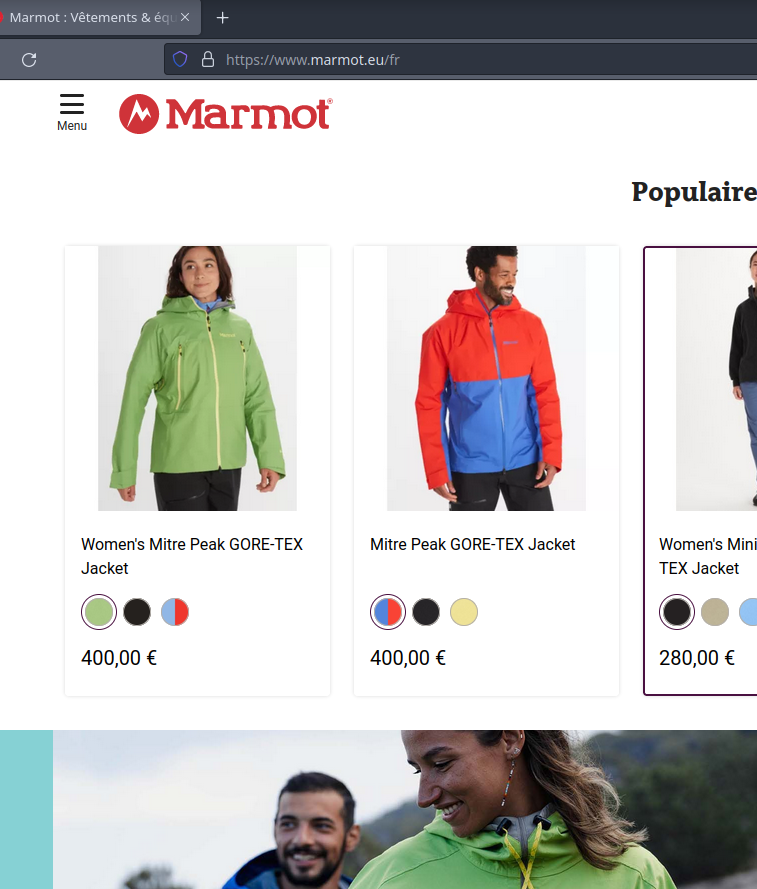 Marmot : Vêtements & équ
https://www.marmot.eu/fr
Menu
Marmot®
Populaire
Women's Mitre Peak GORE-TEX
Jacket
400,00 €
Mitre Peak GORE-TEX Jacket
400,00 €
Women's Mini
TEX Jacket
280,00 €